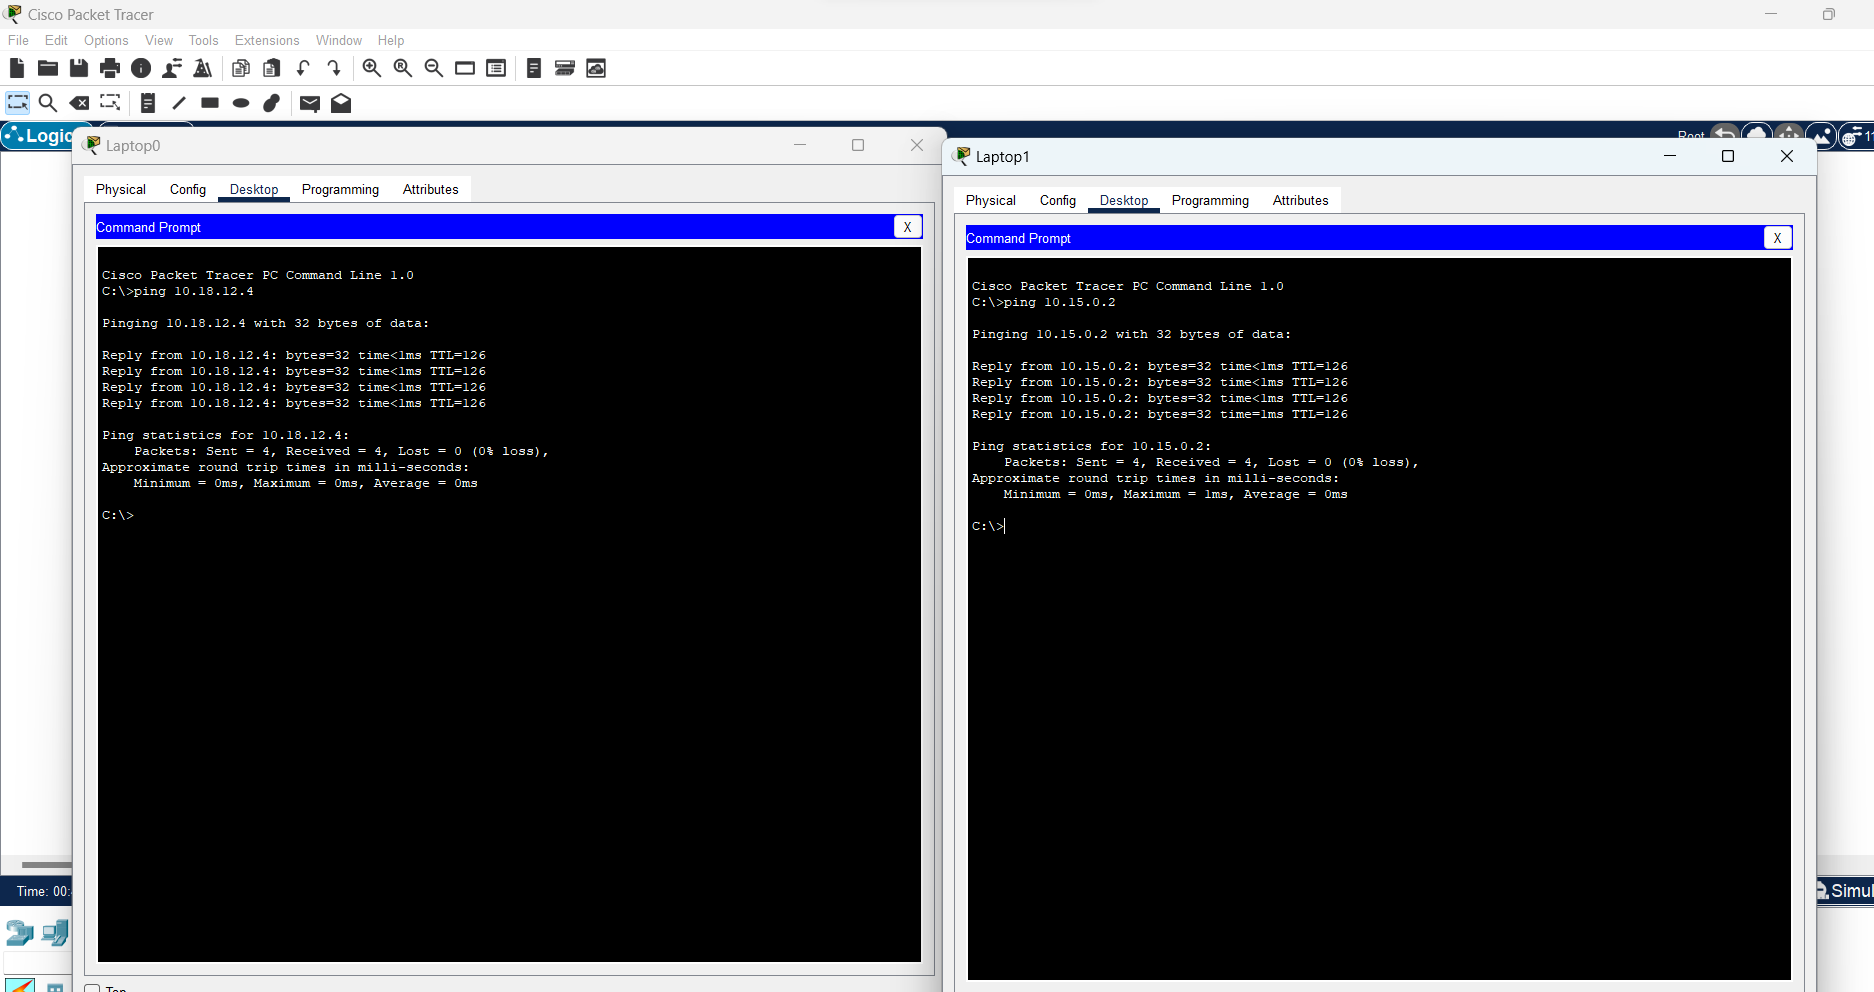 Cisco Packet Tracer
File Edit Options View Tools Extensions Window Help
Logic
Root
Laptop0
Physical Config Desktop Programming Attributes
Command Prompt X
Cisco Packet Tracer PC Command Line 1.0
C:\>ping 10.18.12.4
Pinging 10.18.12.4 with 32 bytes of data:
Reply from 10.18.12.4: bytes=32 time<1ms TTL=126
Reply from 10.18.12.4: bytes=32 time<1ms TTL=126
Reply from 10.18.12.4: bytes=32 time<1ms TTL=126
Reply from 10.18.12.4: bytes=32 time<1ms TTL=126
Ping statistics for 10.18.12.4:
Packets: Sent = 4, Received = 4, Lost = 0 (0% loss),
Approximate round trip times in milli-seconds:
Minimum = 0ms, Maximum = 0ms, Average = 0ms
C:\>
Laptop1
Physical Config Desktop Programming Attributes
Command Prompt X
Cisco Packet Tracer PC Command Line 1.0
C:\>ping 10.15.0.2
Pinging 10.15.0.2 with 32 bytes of data:
Reply from 10.15.0.2: bytes=32 time<1ms TTL=126
Reply from 10.15.0.2: bytes=32 time<1ms TTL=126
Reply from 10.15.0.2: bytes=32 time<1ms TTL=126
Reply from 10.15.0.2: bytes=32 time=1ms TTL=126
Ping statistics for 10.15.0.2:
Packets: Sent = 4, Received = 4, Lost = 0 (0% loss),
Approximate round trip times in milli-seconds:
Minimum = 0ms, Maximum = 1ms, Average = 0ms
C:\>
Time: 00:
Simul
Top